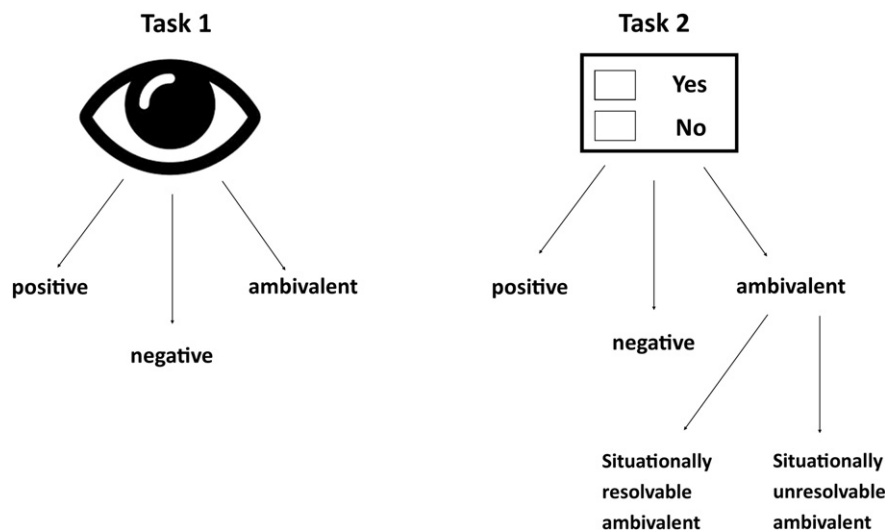 Task 1
Task 2
Yes
No
positive
ambivalent
negative
positive
ambivalent
negative
Situationally
resolvable
ambivalent
Situationally
unresolvable
ambivalent